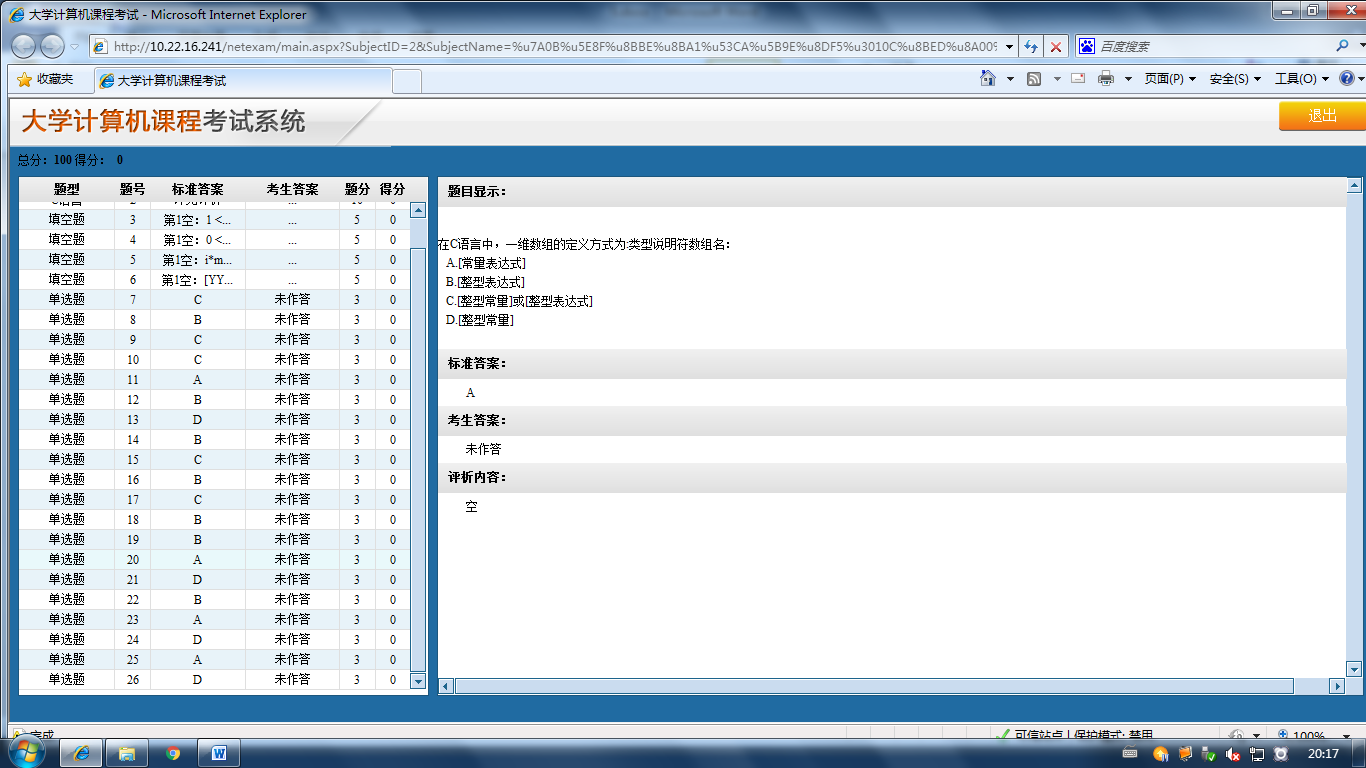 大学计算机课程考试 - Microsoft Internet Explorer
http://10.22.16.241/netexam/main.aspx?SubjectID=2&SubjectName=%u7A0B%u5E8F%u8BBE%u8BA1%u53CA%u5B9E%u8DF5%u3010C%u8BED%u8A00%
百度搜索
收藏夹
大学计算机课程考试
页面(P)
安全(S)
工具(O)
大学计算机课程考试系统
退出
总分: 100 得分: 0
题型 题号 标准答案 考生答案 题分 得分
填空题 3 第1空: 1 <... ... 5 0
填空题 4 第1空: 0 <... ... 5 0
填空题 5 第1空: i*m... ... 5 0
填空题 6 第1空: [YY... ... 5 0
单选题 7 C 未作答 3 0
单选题 8 B 未作答 3 0
单选题 9 C 未作答 3 0
单选题 10 C 未作答 3 0
单选题 11 A 未作答 3 0
单选题 12 B 未作答 3 0
单选题 13 D 未作答 3 0
单选题 14 B 未作答 3 0
单选题 15 C 未作答 3 0
单选题 16 B 未作答 3 0
单选题 17 C 未作答 3 0
单选题 18 B 未作答 3 0
单选题 19 B 未作答 3 0
单选题 20 A 未作答 3 0
单选题 21 D 未作答 3 0
单选题 22 B 未作答 3 0
单选题 23 A 未作答 3 0
单选题 24 D 未作答 3 0
单选题 25 A 未作答 3 0
单选题 26 D 未作答 3 0
题目显示:
在C语言中，一维数组的定义方式为:类型说明符数组名:
A.[常量表达式]
B.[整型表达式]
C.[整型常量]或[整型表达式]
D.[整型常量]
标准答案:
A
考生答案:
未作答
评析内容:
空
完成
可信站点 | 保护模式: 禁用
100%
20:17